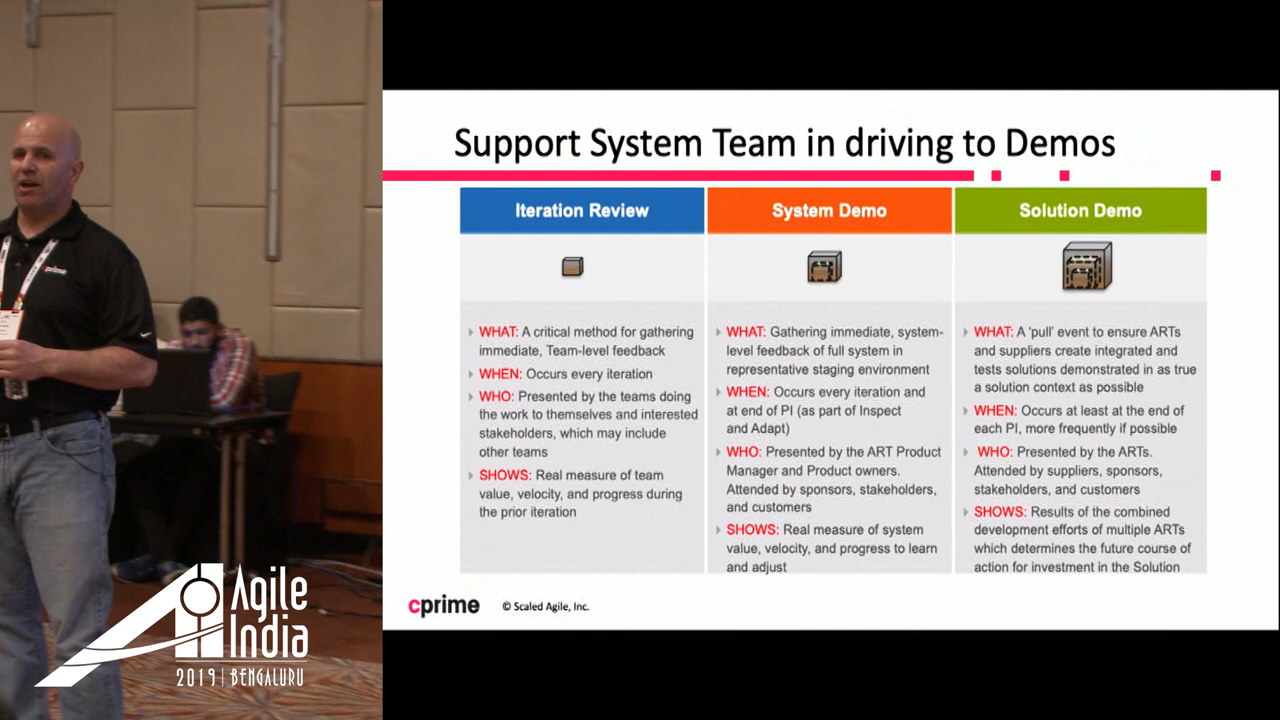 Support System Team in driving to Demos
Iteration Review
WHAT: A critical method for gathering
immediate, Team-level feedback
WHEN: Occurs every iteration
WHO: Presented by the teams doing
the work to themselves and interested
stakeholders, which may include
other teams
SHOWS: Real measure of team
value, velocity, and progress during
the prior iteration
System Demo
WHAT: Gathering immediate, system-
level feedback of full system in
representative staging environment
WHEN: Occurs every iteration and
at end of PI (as part of Inspect
and Adapt)
WHO: Presented by the ART Product
Manager and Product owners.
Attended by sponsors, stakeholders,
and customers
SHOWS: Real measure of system
value, velocity, and progress to learn
and adjust
Solution Demo
WHAT: A ‘pull’ event to ensure ARTs
and suppliers create integrated and
tests solutions demonstrated in as true
a solution context as possible
WHEN: Occurs at least at the end of
each PI, more frequently if possible
WHO: Presented by the ARTs.
Attended by suppliers, sponsors,
stakeholders, and customers
SHOWS: Results of the combined
development efforts of multiple ARTs
which determines the future course of
action for investment in the Solution
cprime
© Scaled Agile, Inc.
cprime
Agile
India
2019 | BENGALURU